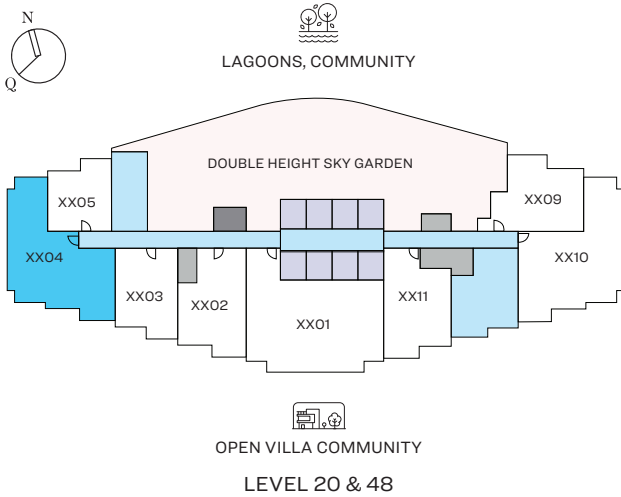 N
Q
LAGOONS, COMMUNITY
DOUBLE HEIGHT SKY GARDEN
XX05
XX09
XX04
XX10
XX03
XX02
XX01
XX11
OPEN VILLA COMMUNITY
LEVEL 20 & 48